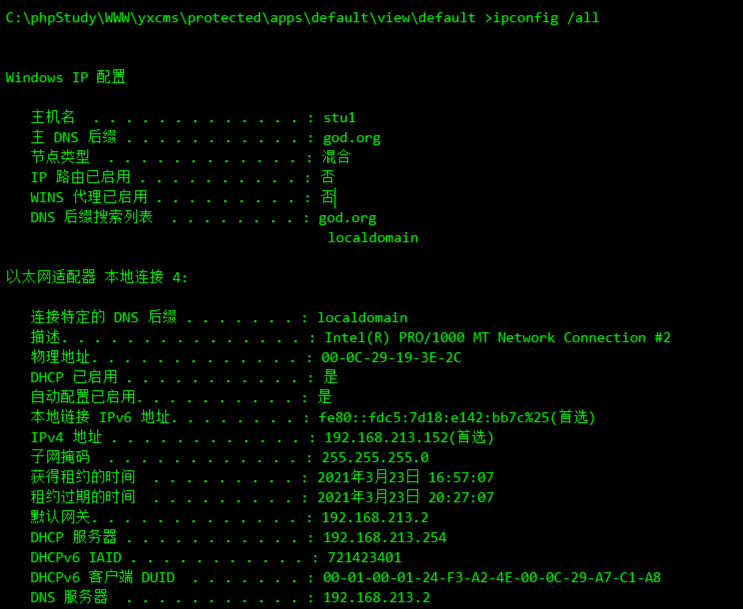 C:\phpStudy\WWW\yxcms\protected\apps\default\view\default >ipconfig /all
Windows IP 配置
主机名 . . . . . . . . . . . . . : stu1
主 DNS 后缀 . . . . . . . . . . . : god.org
节点类型 . . . . . . . . . . . . : 混合
IP 路由已启用 . . . . . . . . . . : 否
WINS 代理已启用 . . . . . . . . . : 否
DNS 后缀搜索列表 . . . . . . . . : god.org
localdomain
以太网适配器 本地连接 4:
连接特定的 DNS 后缀 . . . . . . . : localdomain
描述. . . . . . . . . . . . . . . : Intel(R) PRO/1000 MT Network Connection #2
物理地址. . . . . . . . . . . . . : 00-0C-29-19-3E-2C
DHCP 已启用 . . . . . . . . . . . : 是
自动配置已启用. . . . . . . . . . : 是
本地链接 IPv6 地址. . . . . . . . : fe80::fdc5:7d18:e142:bb7c%25(首选)
IPv4 地址 . . . . . . . . . . . . : 192.168.213.152(首选)
子网掩码 . . . . . . . . . . . . : 255.255.255.0
获得租约的时间 . . . . . . . . . : 2021年3月23日 16:57:07
租约过期的时间 . . . . . . . . . : 2021年3月23日 20:27:07
默认网关. . . . . . . . . . . . . : 192.168.213.2
DHCP 服务器 . . . . . . . . . . . : 192.168.213.254
DHCPv6 IAID . . . . . . . . . . . : 721423401
DHCPv6 客户端 DUID . . . . . . . : 00-01-00-01-24-F3-A2-4E-00-0C-29-A7-C1-A8
DNS 服务器 . . . . . . . . . . . : 192.168.213.2